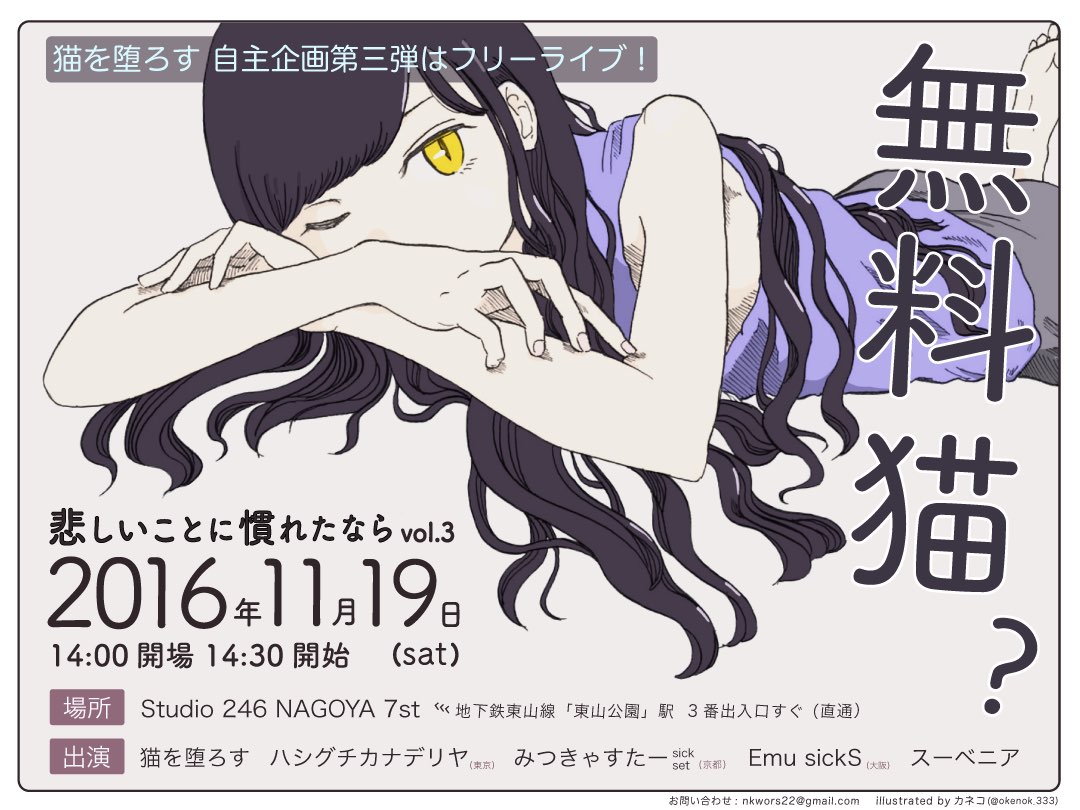 猫を堕ろす 自主企画第三弾はフリーライブ！
無料猫？
悲しいことに慣れたなら vol.3
2016年11月19日
14:00 開場 14:30 開始 (sat)
場所 Studio 246 NAGOYA 7st <<< 地下鉄東山線「東山公園」駅 3番出入口すぐ（直通）
出演 猫を堕ろす ハシグチカナデリヤ（東京） みつきゃすたー sick set（京都） Emu sickS（大阪） スーベニア
お問い合わせ : nkwors22@gmail.com illustrated by カネコ(@okenok_333)